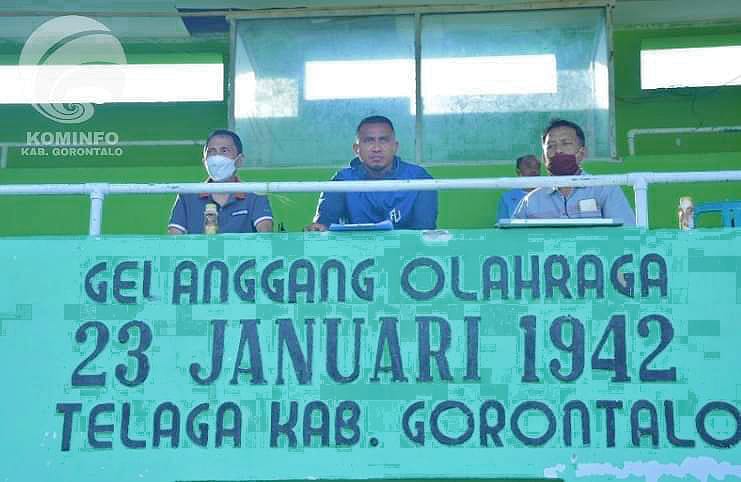 KOMINFO
KAB. GORONTALO
GELANGGANG OLAHRAGA
23 JANUARI 1942
TELAGA KAB. GORONTALO